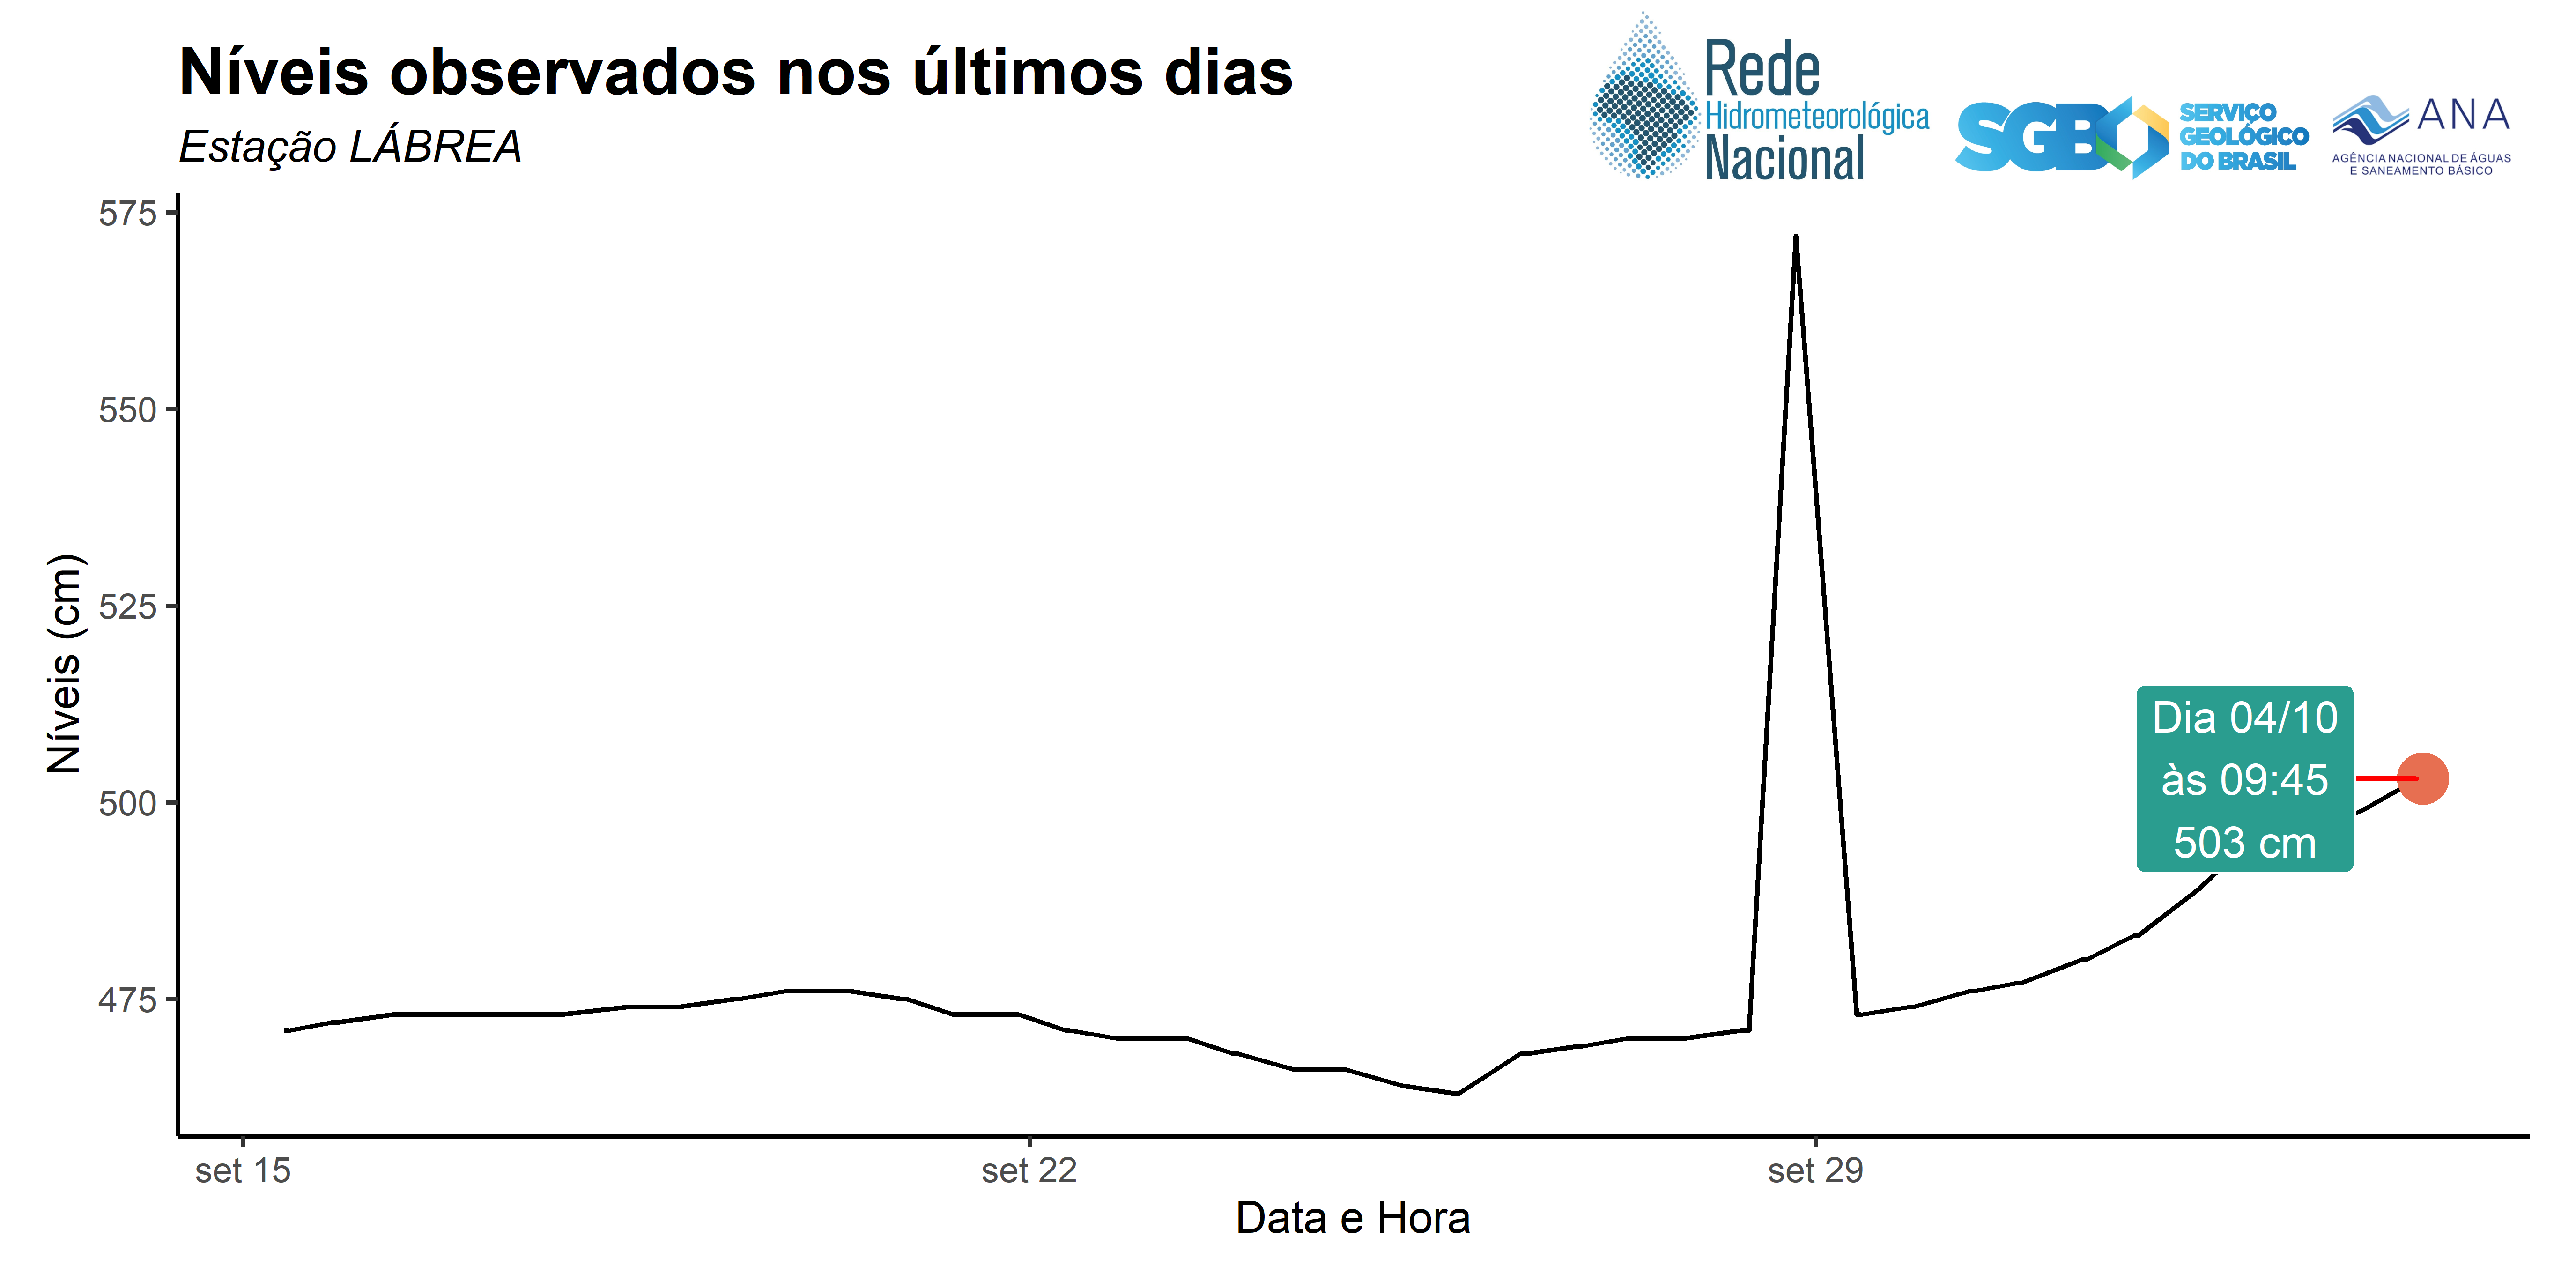 Níveis observados nos últimos dias
Estação LÁBREA
Rede
Hidrometeorológica
Nacional
SGB
SERVIÇO
GEOLÓGICO
DO BRASIL
ANA
AGÊNCIA NACIONAL DE ÁGUAS
E SANEAMENTO BÁSICO
575
550
525
500
475
Níveis (cm)
Dia 04/10
às 09:45
503 cm
set 15
set 22
set 29
Data e Hora